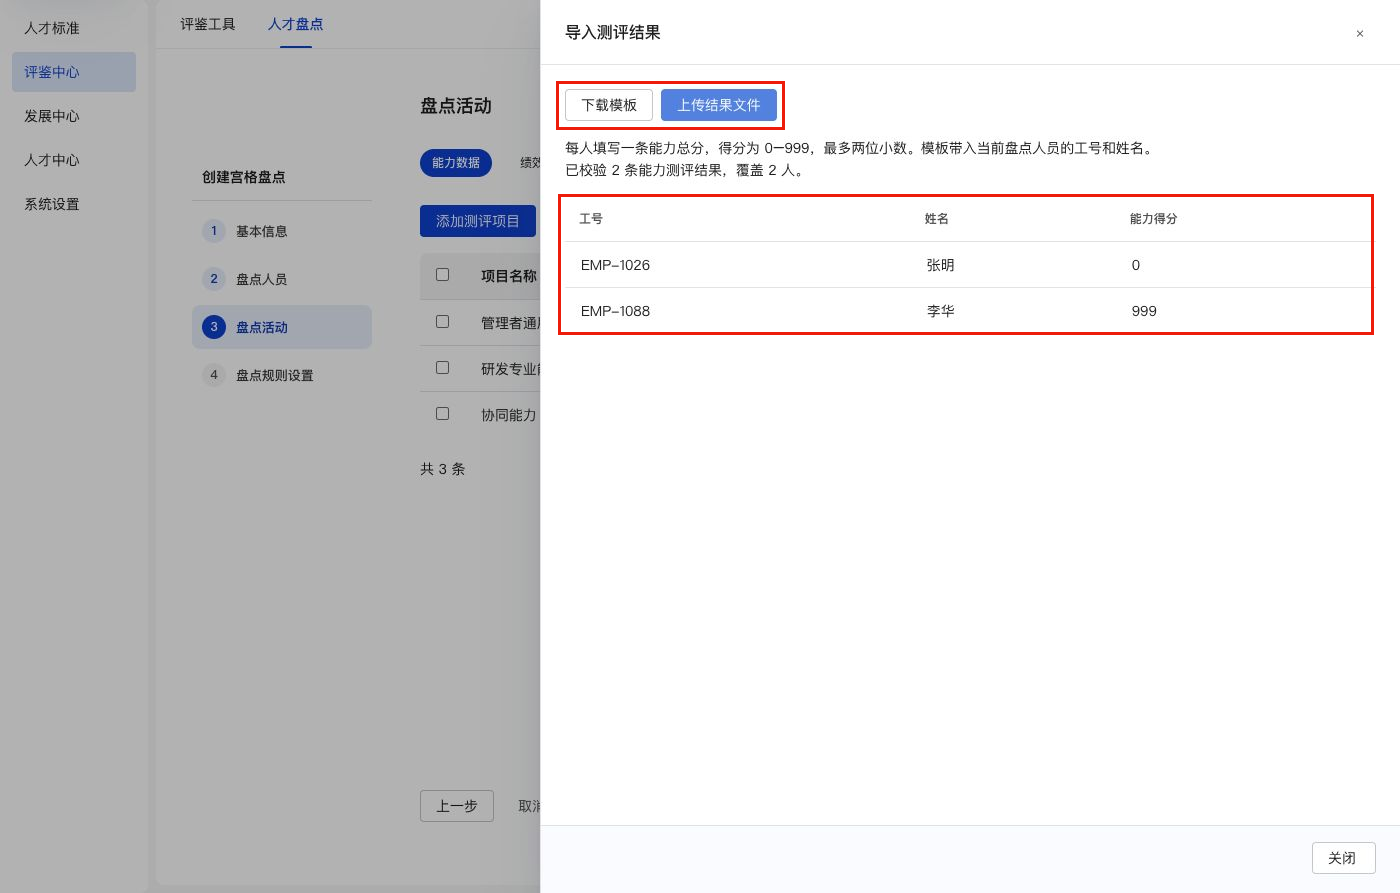 人才标准
评鉴中心
发展中心
人才中心
系统设置
评鉴工具 人才盘点
创建宫格盘点
1 基本信息
2 盘点人员
3 盘点活动
4 盘点规则设置
盘点活动
能力数据 绩效
添加测评项目
项目名称
管理者通
研发专业
协同能力
共 3 条
上一步 取
导入测评结果 ×
下载模板 上传结果文件
每人填写一条能力总分，得分为 0—999，最多两位小数。模板带入当前盘点人员的工号和姓名。
已校验 2 条能力测评结果，覆盖 2 人。
工号 姓名 能力得分
EMP-1026 张明 0
EMP-1088 李华 999
关闭